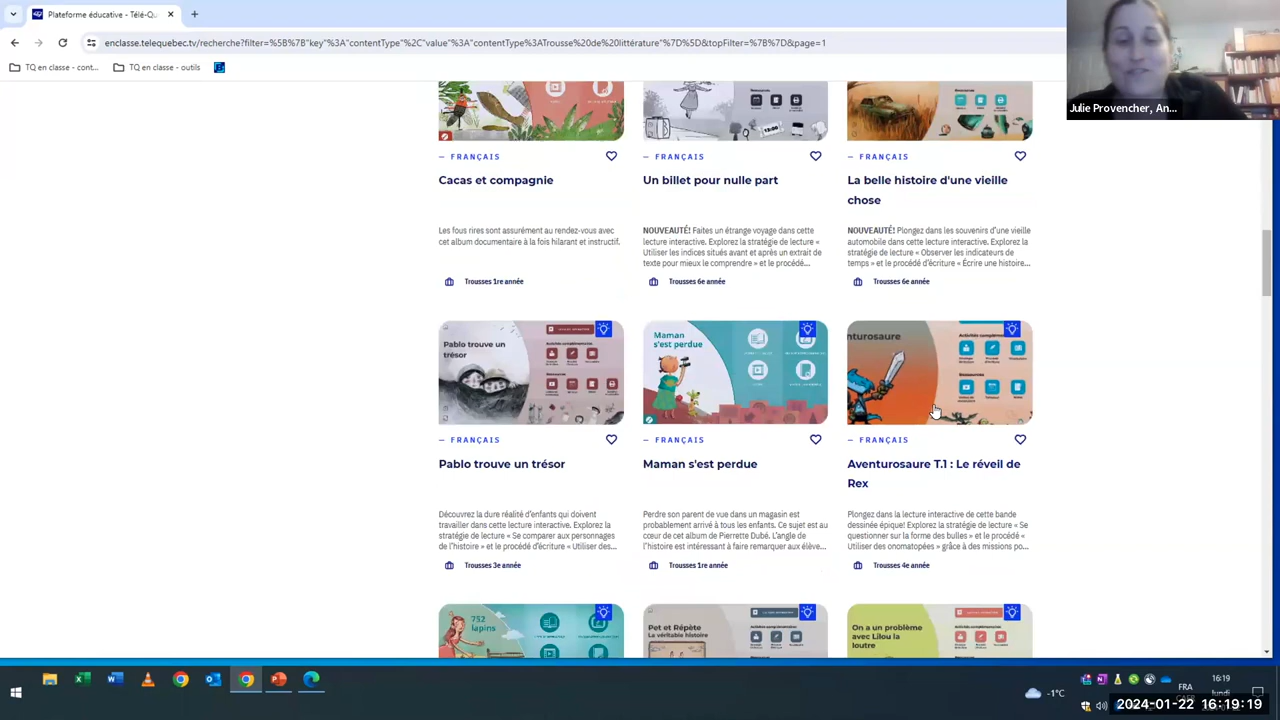 Plateforme éducative - Télé-Qu
enclasse.telequebec.tv/recherche?filter=%5B%7B"key"%3A"contentType"%2C"value"%3A"contentType%3ATrousse%20de%20littérature"%7D%5D&topFilter=%7B%7D&page=1
TQ en classe - cont...
TQ en classe - outils
Julie Provencher, An...
— FRANÇAIS
— FRANÇAIS
— FRANÇAIS
Cacas et compagnie
Un billet pour nulle part
La belle histoire d'une vieille
chose
Les fous rires sont assurément au rendez-vous avec
cet album documentaire à la fois hilarant et instructif.
NOUVEAUTÉ! Faites un étrange voyage dans cette
lecture interactive. Explorez la stratégie de lecture «
Utiliser les indices situés avant et après un extrait de
texte pour mieux le comprendre » et le procédé...
NOUVEAUTÉ! Plongez dans les souvenirs d'une vieille
automobile dans cette lecture interactive. Explorez la
stratégie de lecture « Observer les indicateurs de
temps » et le procédé d'écriture « Écrire une histoire...
Trousses 1re année
Trousses 6e année
Trousses 6e année
Pablo trouve un
trésor
Maman
s'est perdue
nturosaure
Activités complémentaires
— FRANÇAIS
— FRANÇAIS
— FRANÇAIS
Pablo trouve un trésor
Maman s'est perdue
Aventurosaure T.1 : Le réveil de
Rex
Découvrez la dure réalité d'enfants qui doivent
travailler dans cette lecture interactive. Explorez la
stratégie de lecture « Se comparer aux personnages
de l'histoire » et le procédé d'écriture « Utiliser des...
Perdre son parent de vue dans un magasin est
probablement arrivé à tous les enfants. Ce sujet est au
cœur de cet album de Pierrette Dubé. L'angle de
l'histoire est intéressant à faire remarquer aux élève...
Plongez dans la lecture interactive de cette bande
dessinée épique! Explorez la stratégie de lecture « Se
questionner sur la forme des bulles » et le procédé «
Utiliser des onomatopées » grâce à des missions po...
Trousses 3e année
Trousses 1re année
Trousses 4e année
752
lapins
Pet et Répète
La véritable histoire
On a un problème
avec Lilou la
loutre
-1°C
FRA
CAFR
16:19
lundi
2024-01-22 16:19:19